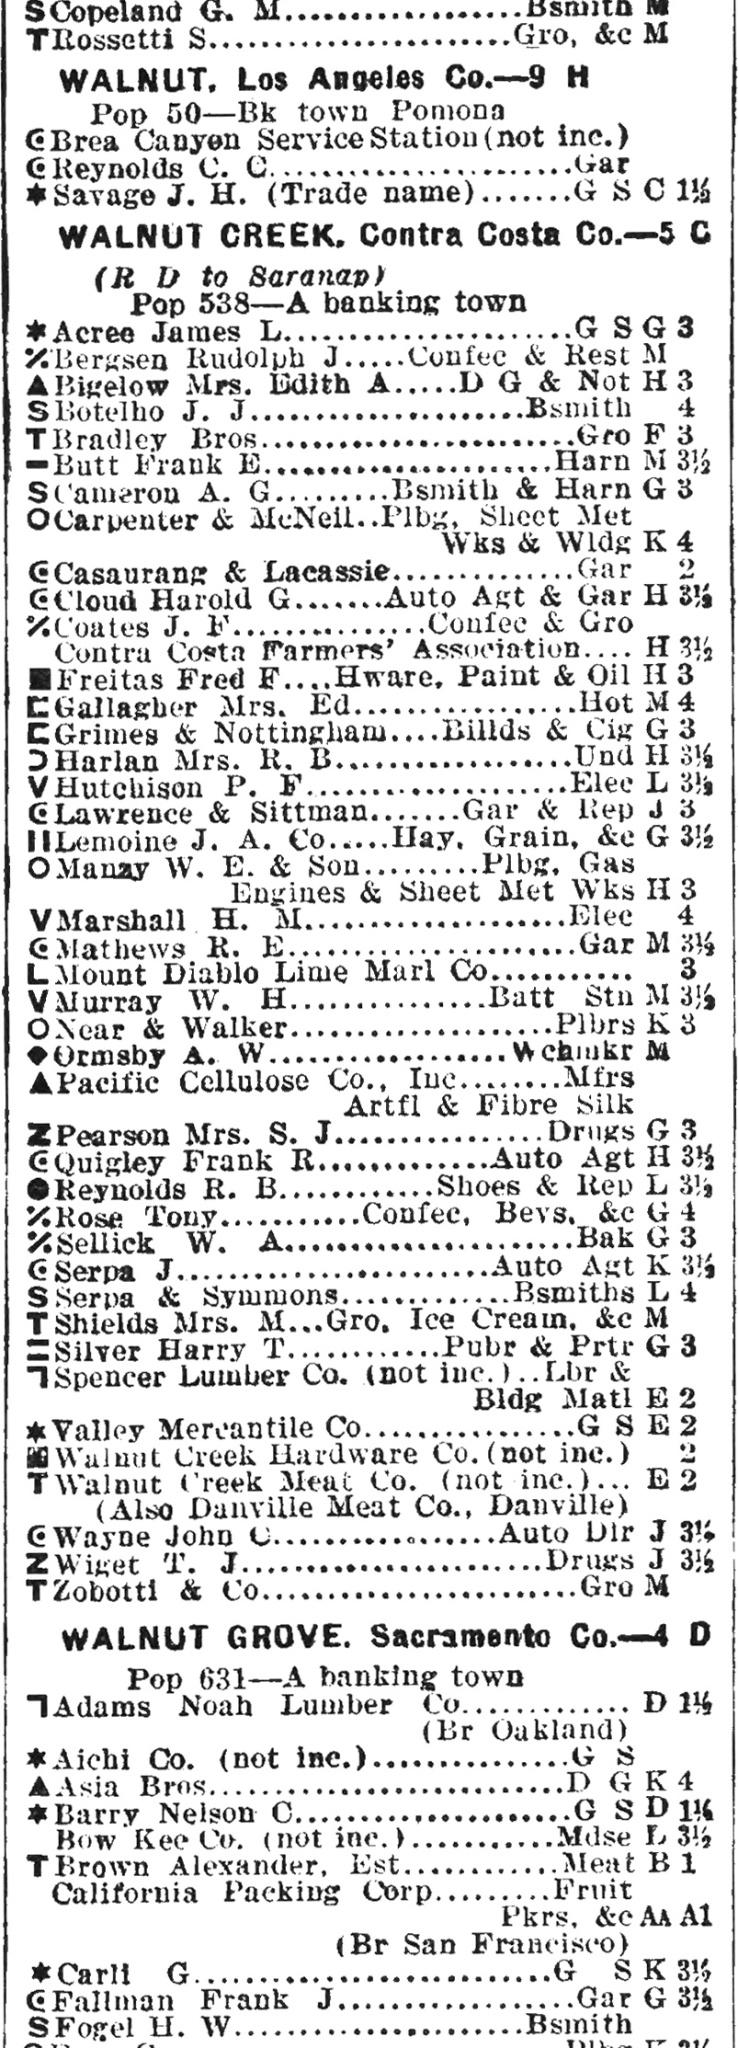 S Copeland G. M....................Bsmith M
T Rossetti S.........................Gro, &c M
WALNUT, Los Angeles Co.—9 H
Pop 50—Bk town Pomona
Brea Canyon Service Station (not inc.)
Reynolds C. C.......................Gar
* Savage J. H. (Trade name).......G S C 1½
WALNUT CREEK, Contra Costa Co.—5 C
(R D to Saranap)
Pop 538—A banking town
* Acree James L......................G S G 3
% Bergsen Rudolph J.....Confec & Rest M
▲ Bigelow Mrs. Edith A.....D G & Not H 3
S Botelho J. J.....................Bsmith 4
T Bradley Bros........................Gro F 3
— Butt Frank E......................Harn M 3½
S Cameron A. G.........Bsmith & Harn G 3
O Carpenter & McNeil..Plbg, Sheet Met
Wks & Wldg K 4
Casaurang & Lacassie..............Gar 2
Cloud Harold G.......Auto Agt & Gar H 3½
% Coates J. F...............Confec & Gro
Contra Costa Farmers' Association.... H 3½
■ Freitas Fred F....Hware, Paint & Oil H 3
Gallagher Mrs. Ed.................Hot M 4
Grimes & Nottingham....Billds & Cig G 3
Harlan Mrs. R. B..................Und H 3½
V Hutchison P. F....................Elec L 3½
Lawrence & Sittman.......Gar & Rep J 3
Lemoine J. A. Co.....Hay, Grain, &c G 3½
O Manay W. E. & Son.........Plbg, Gas
Engines & Sheet Met Wks H 3
V Marshall H. M....................Elec 4
Mathews R. E......................Gar M 3½
L Mount Diablo Lime Marl Co........... 3
V Murray W. H...............Batt Stn M 3½
O Near & Walker....................Plbrs K 3
◆ Ormsby A. W..................Wchmkr M
▲ Pacific Cellulose Co., Inc........Mfrs
Artfl & Fibre Silk
Z Pearson Mrs. S. J................Drugs G 3
Quigley Frank R.............Auto Agt H 3½
● Reynolds R. B............Shoes & Rep L 3½
% Rose Tony...........Confec, Bevs, &c G 4
% Sellick W. A.......................Bak G 3
Serpa J........................Auto Agt K 3½
S Serpa & Symmons.............Bsmiths L 4
T Shields Mrs. M...Gro, Ice Cream, &c M
Silver Harry T............Pubr & Prtr G 3
Spencer Lumber Co. (not inc.)..Lbr &
Bldg Matl E 2
* Valley Mercantile Co................G S E 2
Walnut Creek Hardware Co. (not inc.) 2
T Walnut Creek Meat Co. (not inc.)... E 2
(Also Danville Meat Co., Danville)
Wayne John C.................Auto Dlr J
Z Wiget T. J.......................Drugs J 3½
T Zobotti & Co........................Gro M
WALNUT GROVE, Sacramento Co.—4 D
Pop 631—A banking town
Adams Noah Lumber Co............. D 1½
(Br Oakland)
* Aichi Co. (not inc.)................G S
▲ Asia Bros..........................D G K 4
* Barry Nelson C.....................G S D
Bow Kee Co. (not inc.)...........Mdse L 3½
T Brown Alexander, Est............Meat B 1
California Packing Corp.........Fruit
Pkrs, &c AA A1
(Br San Francisco)
* Carli G...........................G S K 3½
Fallman Frank J..................Gar G 3½
S Fogel H. W......................Bsmith